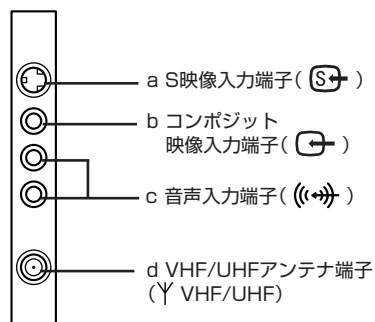 a S映像入力端子( S )
b コンポジット
映像入力端子( )
c 音声入力端子( )
d VHF/UHFアンテナ端子
( VHF/UHF)